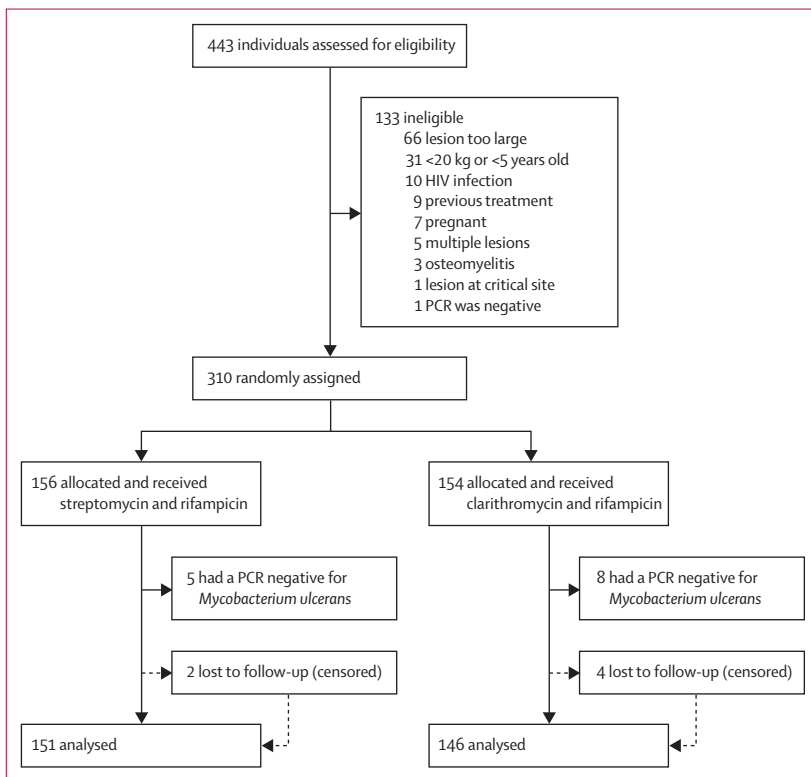 443 individuals assessed for eligibility
133 ineligible
66 lesion too large
31 <20 kg or <5 years old
10 HIV infection
9 previous treatment
7 pregnant
5 multiple lesions
3 osteomyelitis
1 lesion at critical site
1 PCR was negative
310 randomly assigned
156 allocated and received
streptomycin and rifampicin
154 allocated and received
clarithromycin and rifampicin
5 had a PCR negative for
Mycobacterium ulcerans
8 had a PCR negative for
Mycobacterium ulcerans
2 lost to follow-up (censored)
4 lost to follow-up (censored)
151 analysed
146 analysed